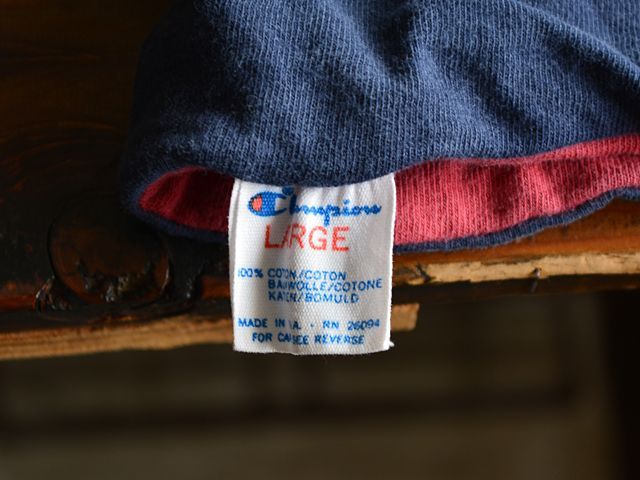 Champion
LARGE
100% COTON/COTTON
BAUMWOLLE/COTONE
KATOEN/BOMULD
MADE IN U.S.A. · RN 26094
FOR CARE SEE REVERSE